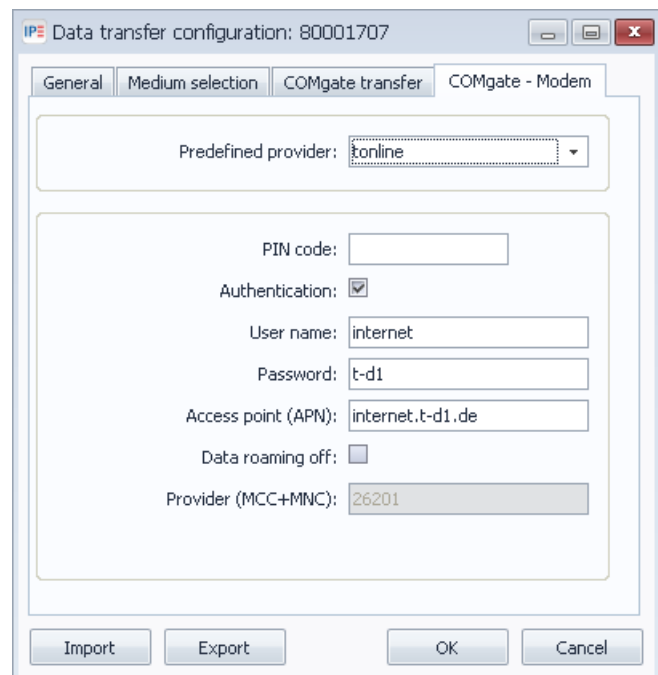 IPE Data transfer configuration: 80001707
General Medium selection COMgate transfer COMgate - Modem
Predefined provider: tonline
PIN code:
Authentication:
User name: internet
Password: t-d1
Access point (APN): internet.t-d1.de
Data roaming off:
Provider (MCC+MNC): 26201
Import Export OK Cancel